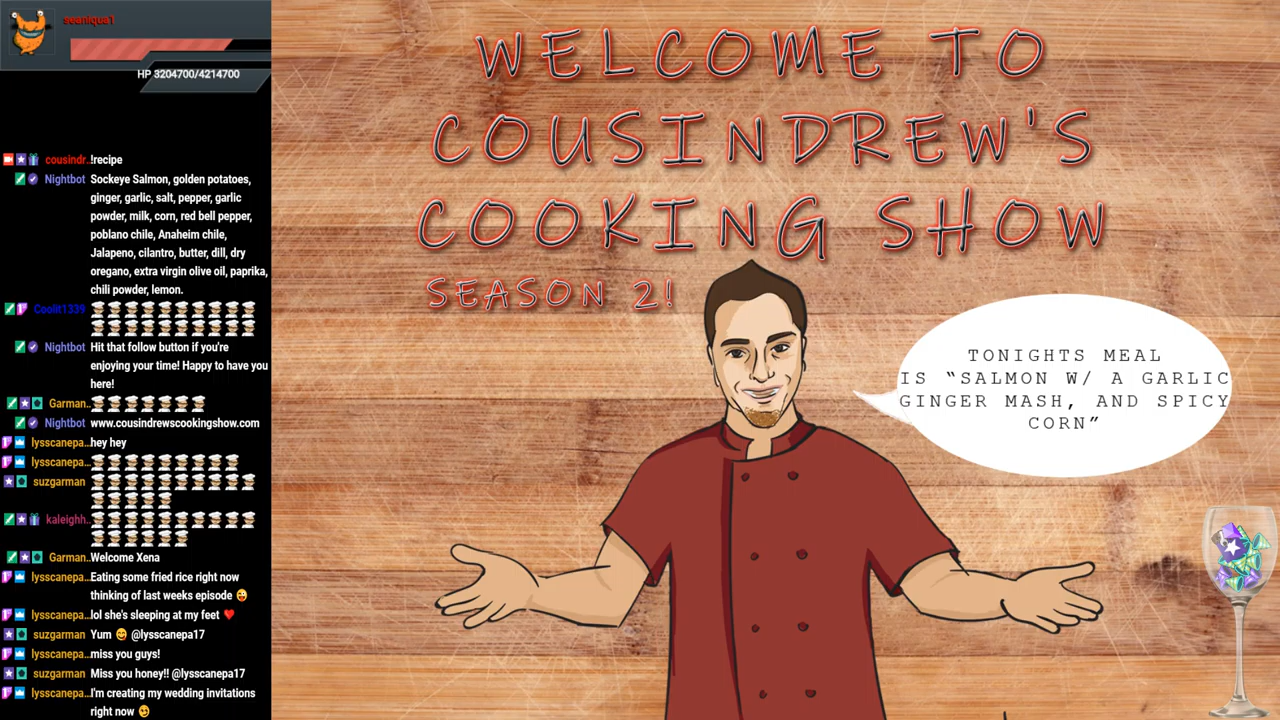 seaniqua1
HP 3204700/4214700
cousindr.. !recipe
Nightbot Sockeye Salmon, golden potatoes,
ginger, garlic, salt, pepper, garlic
powder, milk, corn, red bell pepper,
poblano chile, Anaheim chile,
Jalapeno, cilantro, butter, dill, dry
oregano, extra virgin olive oil, paprika,
chili powder, lemon.
Coolit1339
Nightbot Hit that follow button if you're
enjoying your time! Happy to have you
here!
Garman..
Nightbot www.cousindrewscookingshow.com
lysscanepa.. hey hey
lysscanepa..
suzgarman
kaleighh..
Garman.. Welcome Xena
lysscanepa.. Eating some fried rice right now
thinking of last weeks episode 😜
lysscanepa.. lol she's sleeping at my feet ❤️
suzgarman Yum 😋 @lysscanepa17
lysscanepa.. miss you guys!
suzgarman Miss you honey!! @lysscanepa17
lysscanepa.. I'm creating my wedding invitations
right now 🤩
WELCOME TO
COUSINDREW'S
COOKING SHOW
SEASON 2!
TONIGHTS MEAL
IS “SALMON W/ A GARLIC
GINGER MASH, AND SPICY
CORN”